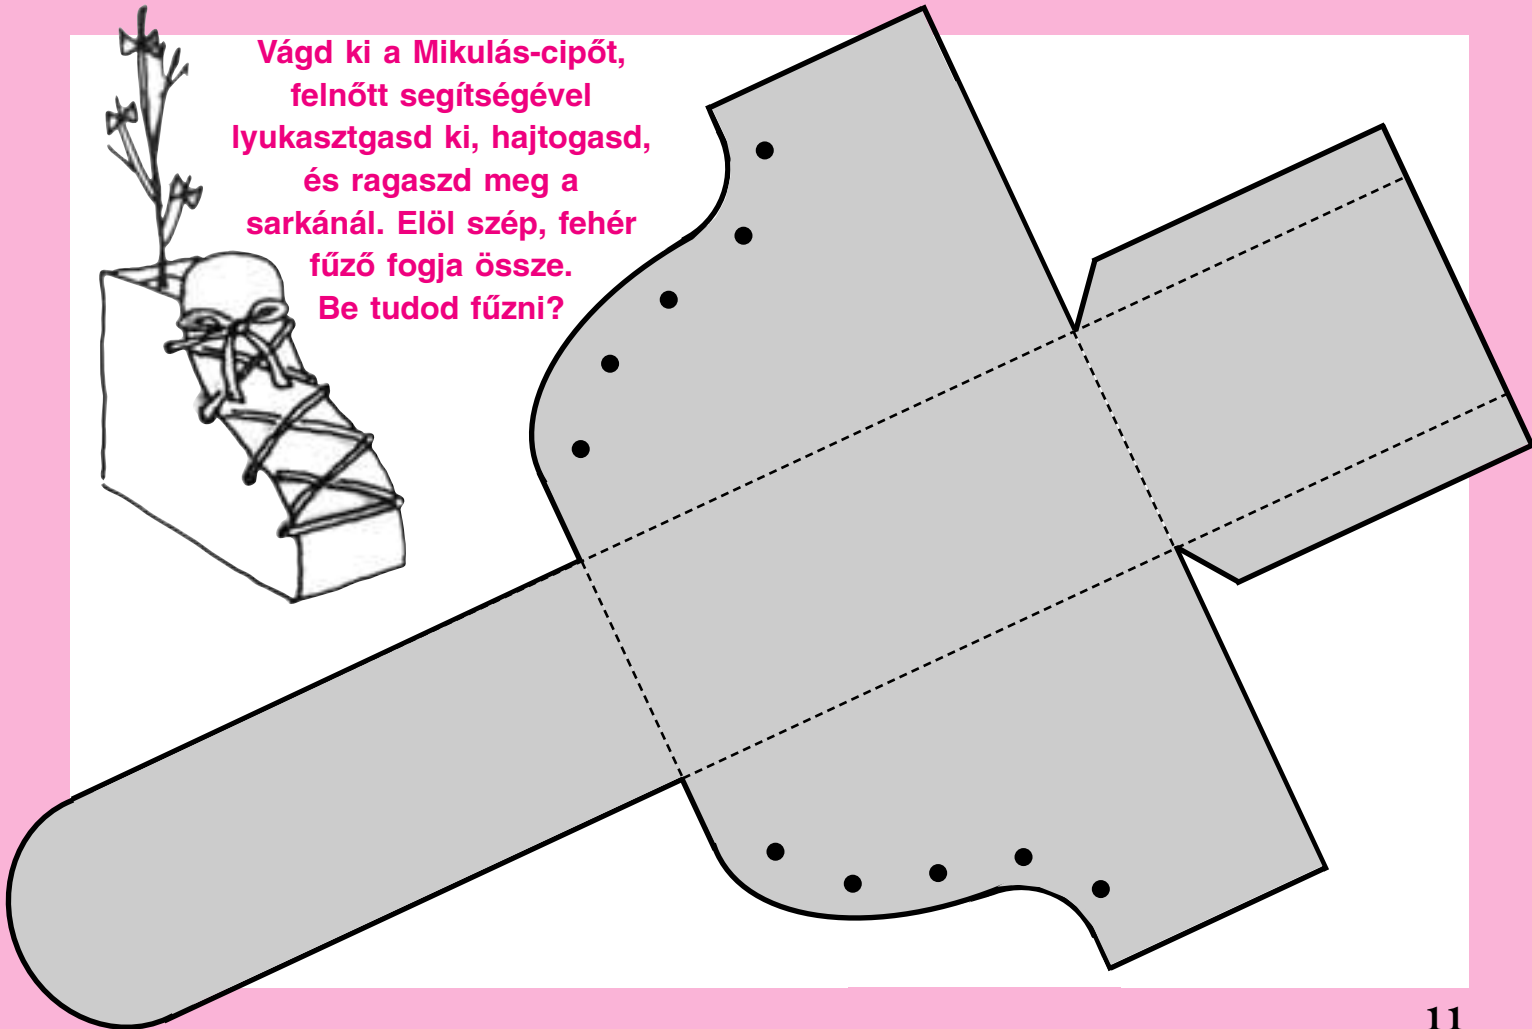 Vágd ki a Mikulás-cipőt,
felnőtt segítségével
lyukasztgasd ki, hajtogasd,
és ragaszd meg a
sarkánál. Elöl szép, fehér
fűző fogja össze.
Be tudod fűzni?
11